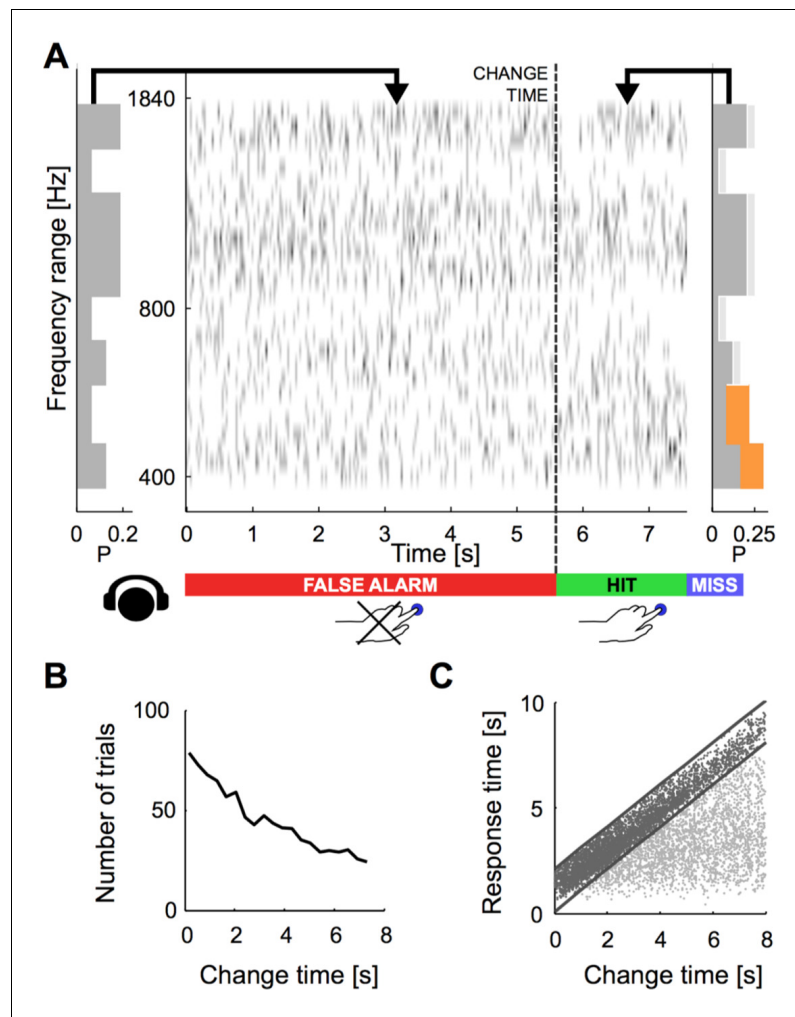 A
CHANGE
TIME
1840
800
400
Frequency range [Hz]
0 0.2
P
0 1 2 3 4 5 6 7
Time [s]
0 0.25
P
FALSE ALARM HIT MISS
B
Number of trials
100
50
0
0 2 4 6 8
Change time [s]
C
Response time [s]
10
5
0
0 2 4 6 8
Change time [s]